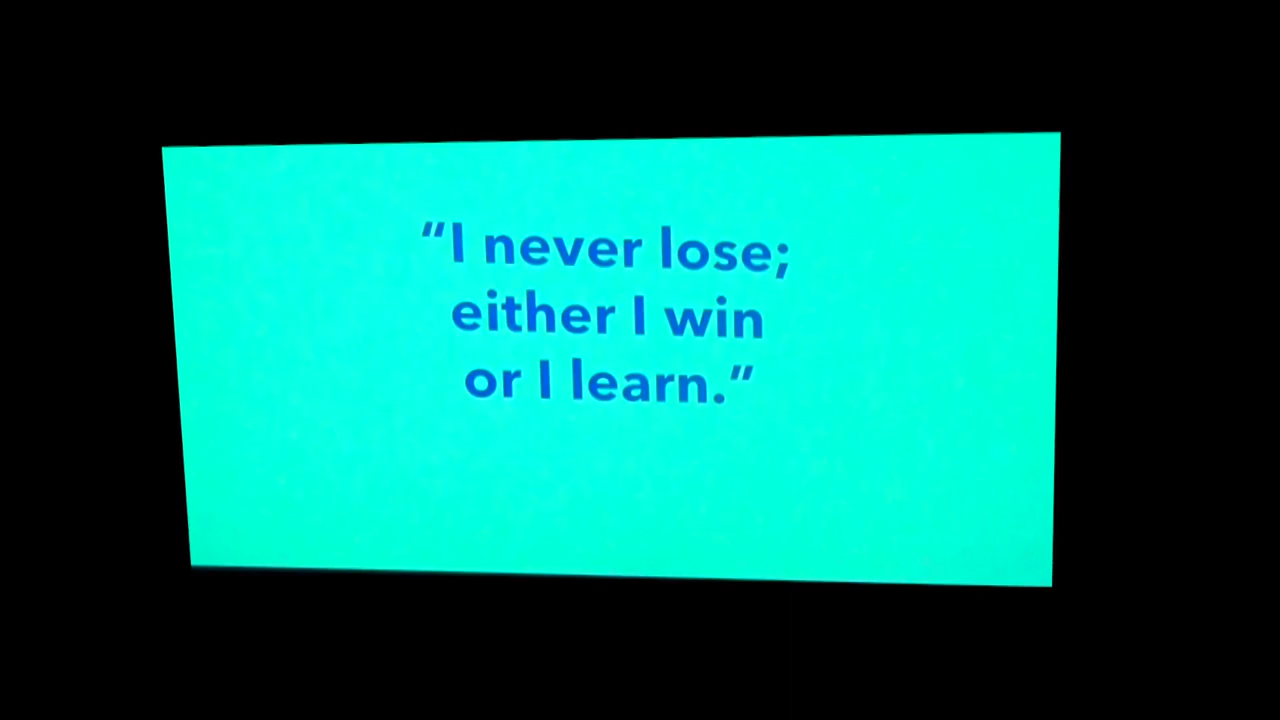 “I never lose;
either I win
or I learn.”